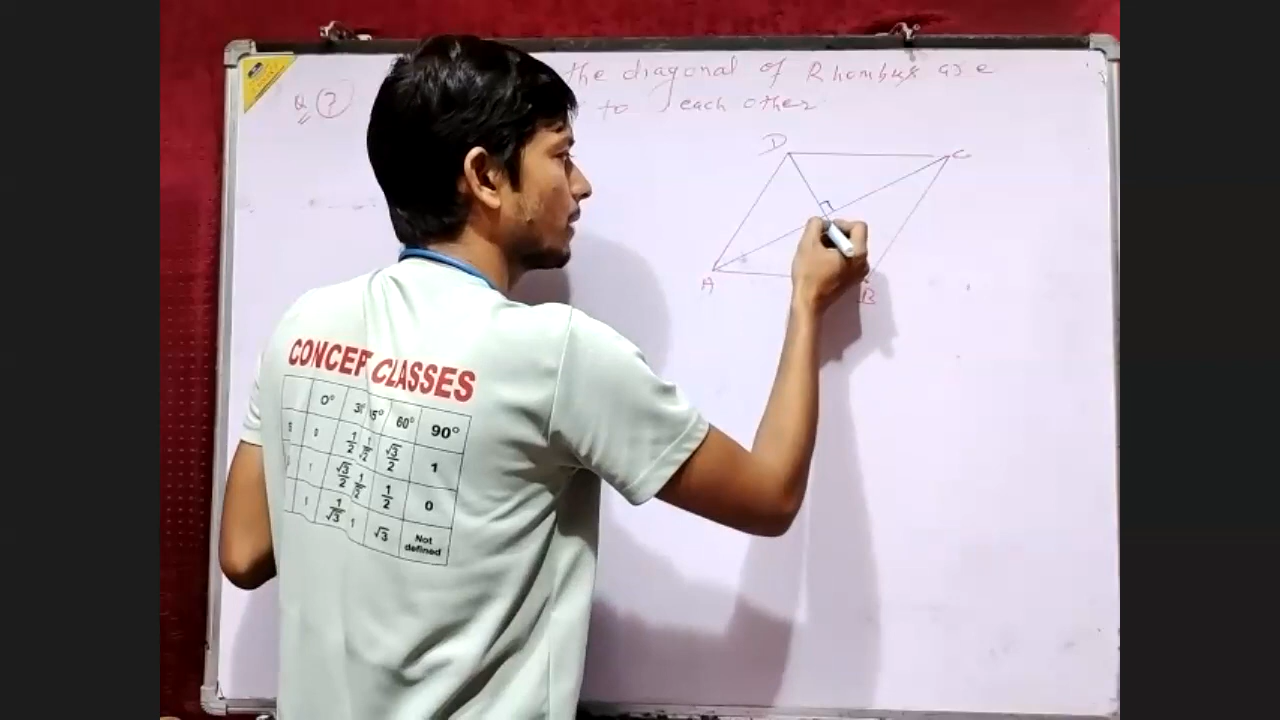 Q (?) the diagonal of Rhombus are
to each other
D C
A B
CONCEPT CLASSES
0° 30° 45° 60° 90°
0 1/2 1/√2 √3/2 1
1 √3/2 1/√2 1/2 0
1/√3 1 √3 Not defined